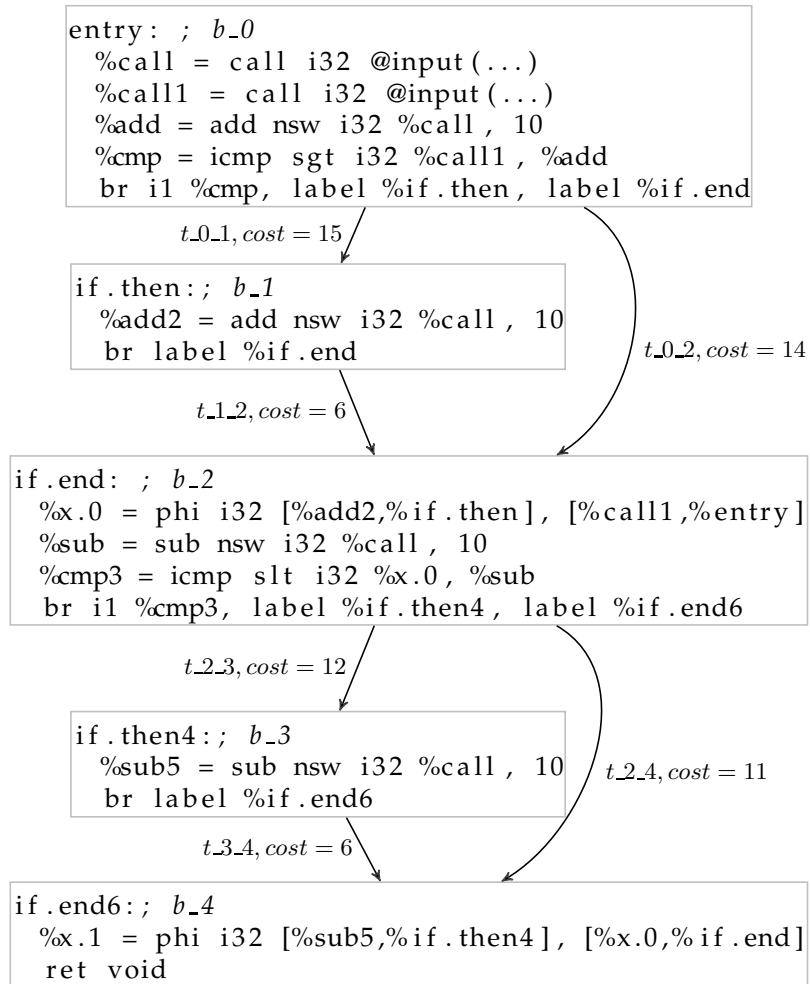 entry: ; b_0
%call = call i32 @input(...)
%call1 = call i32 @input(...)
%add = add nsw i32 %call, 10
%cmp = icmp sgt i32 %call1, %add
br i1 %cmp, label %if.then, label %if.end
t_0_1, cost = 15
if.then:; b_1
%add2 = add nsw i32 %call, 10
br label %if.end
t_0_2, cost = 14
t_1_2, cost = 6
if.end: ; b_2
%x.0 = phi i32 [%add2,%if.then], [%call1,%entry]
%sub = sub nsw i32 %call, 10
%cmp3 = icmp slt i32 %x.0, %sub
br i1 %cmp3, label %if.then4, label %if.end6
t_2_3, cost = 12
if.then4:; b_3
%sub5 = sub nsw i32 %call, 10
br label %if.end6
t_2_4, cost = 11
t_3_4, cost = 6
if.end6:; b_4
%x.1 = phi i32 [%sub5,%if.then4], [%x.0,%if.end]
ret void